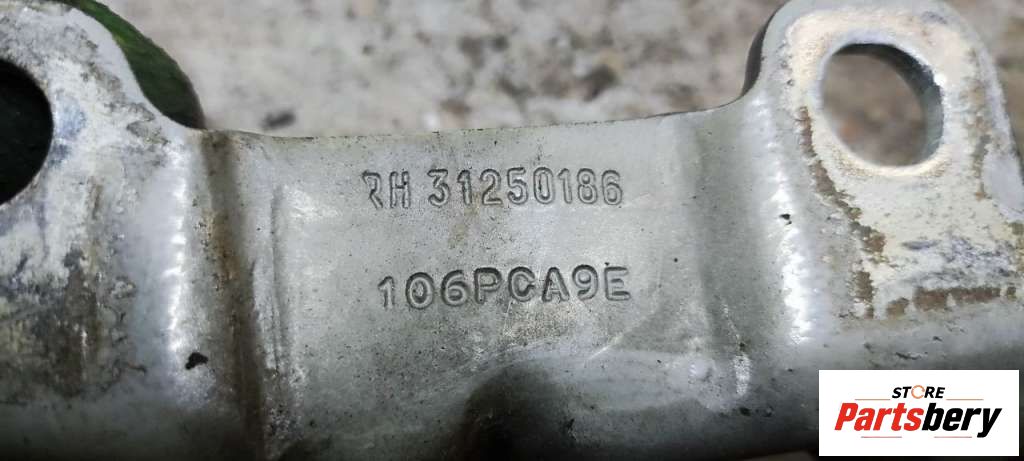 RH 31250186
106PCA9E
STORE
Partsbery